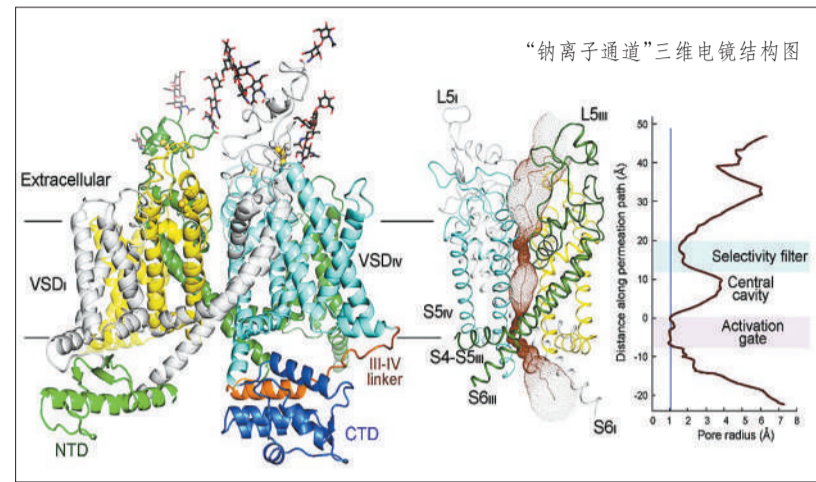 “钠离子通道”三维电镜结构图
Extracellular
VSDI
VSDIV
III-IV
linker
NTD
CTD
L5I
L5III
S5IV
S4-S5III
S6III
S6I
Distance along permeation path (Å)
50
40
30
20
10
0
-10
-20
Selectivity filter
Central
cavity
Activation
gate
0 1 2 3 4 5 6 7 8
Pore radius (Å)